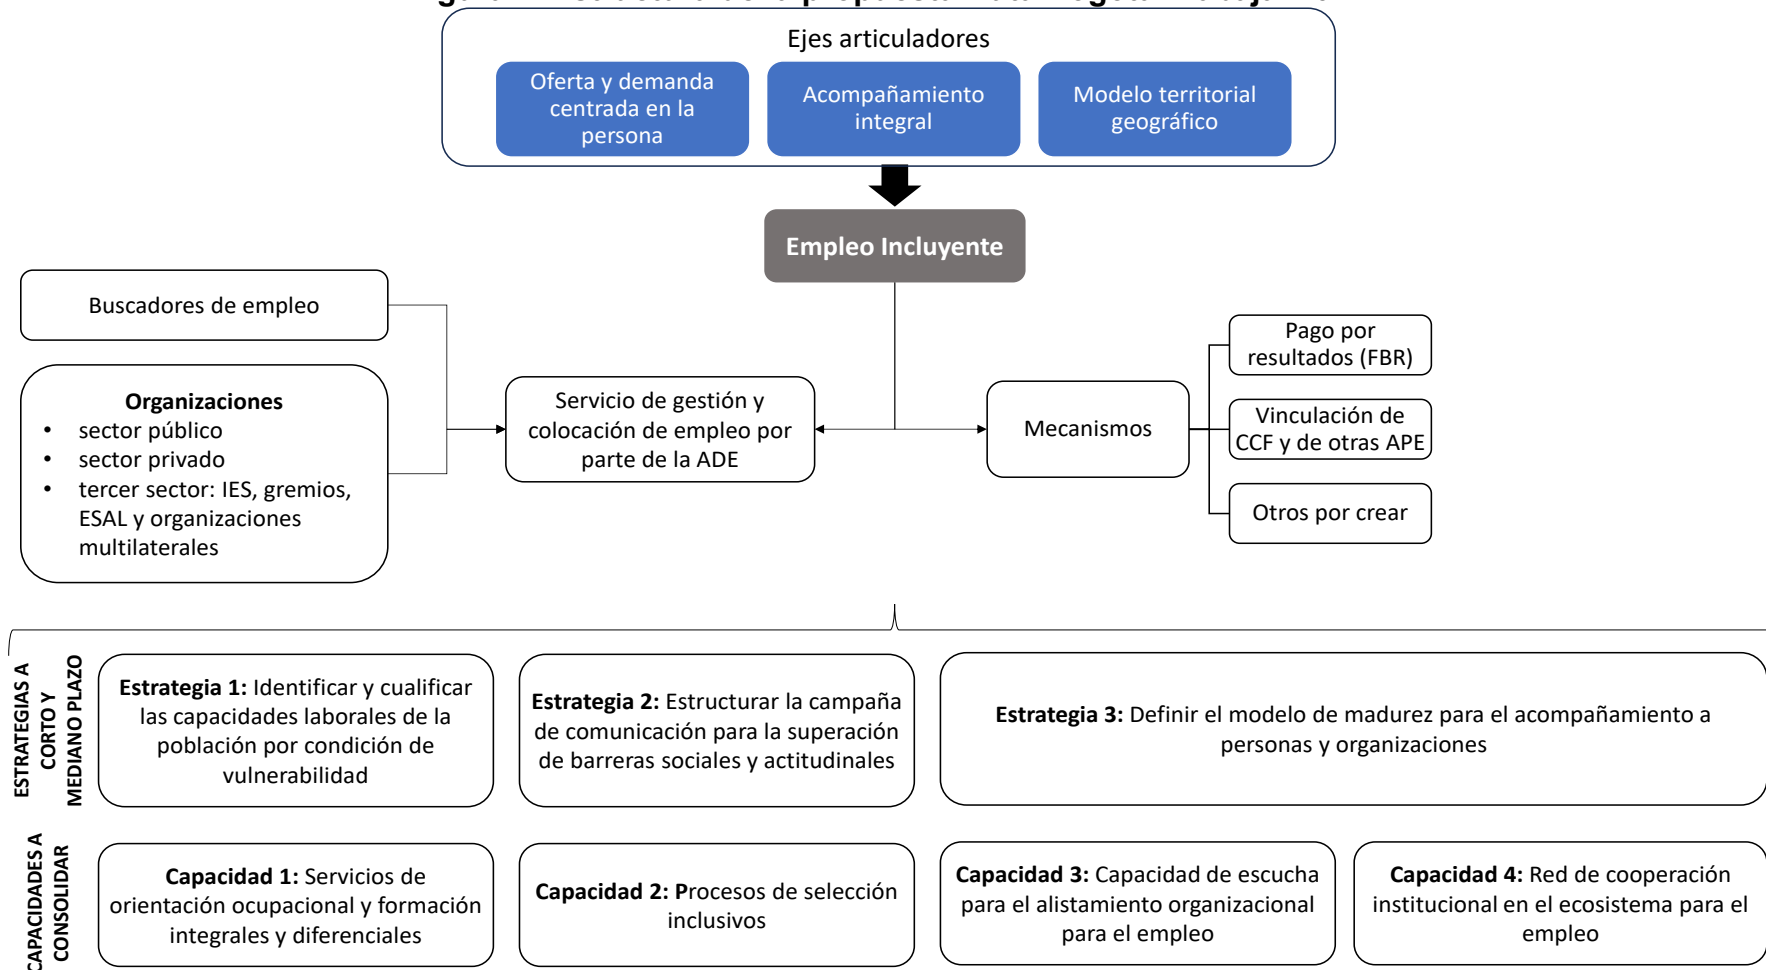 Ejes articuladores
Oferta y demanda
centrada en la
persona
Acompañamiento
integral
Modelo territorial
geográfico
Empleo Incluyente
Buscadores de empleo
Organizaciones
• sector público
• sector privado
• tercer sector: IES, gremios,
ESAL y organizaciones
multilaterales
Servicio de gestión y
colocación de empleo por
parte de la ADE
Mecanismos
Pago por
resultados (FBR)
Vinculación de
CCF y de otras APE
Otros por crear
ESTRATEGIAS A
CORTO Y
MEDIANO PLAZO
Estrategia 1: Identificar y cualificar
las capacidades laborales de la
población por condición de
vulnerabilidad
Estrategia 2: Estructurar la campaña
de comunicación para la superación
de barreras sociales y actitudinales
Estrategia 3: Definir el modelo de madurez para el acompañamiento a
personas y organizaciones
CAPACIDADES A
CONSOLIDAR
Capacidad 1: Servicios de
orientación ocupacional y formación
integrales y diferenciales
Capacidad 2: Procesos de selección
inclusivos
Capacidad 3: Capacidad de escucha
para el alistamiento organizacional
para el empleo
Capacidad 4: Red de cooperación
institucional en el ecosistema para el
empleo